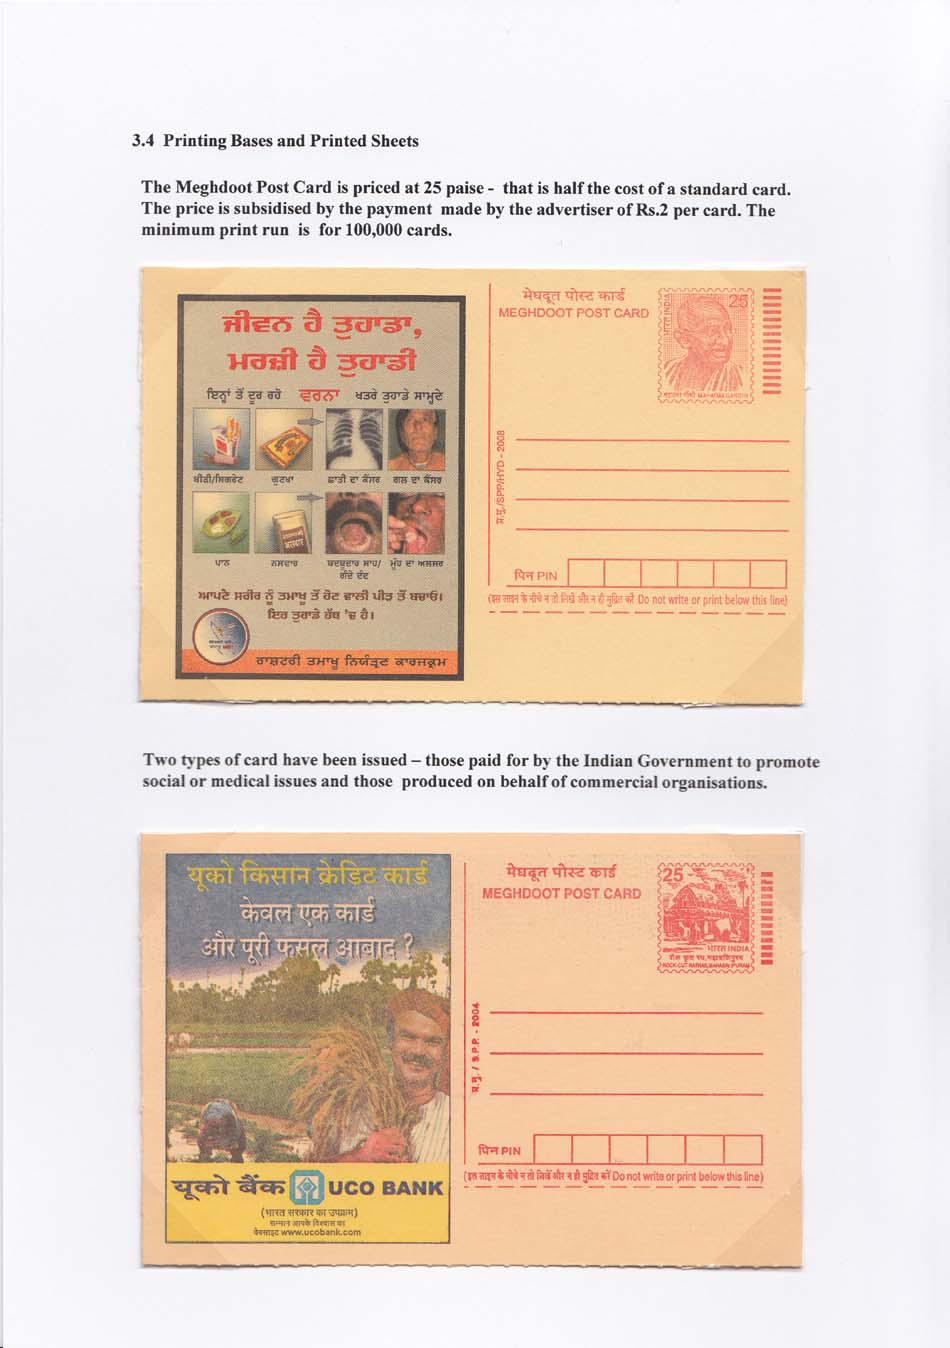 3.4 Printing Bases and Printed Sheets
The Meghdoot Post Card is priced at 25 paise - that is half the cost of a standard card.
The price is subsidised by the payment made by the advertiser of Rs.2 per card. The
minimum print run is for 100,000 cards.
ਜੀਵਨ ਹੈ ਤੁਹਾਡਾ,
ਮਰਜ਼ੀ ਹੈ ਤੁਹਾਡੀ
ਇਨ੍ਹਾਂ ਤੋਂ ਦੂਰ ਰਹੋ ਵਰਨਾ ਖਤਰੇ ਤੁਹਾਡੇ ਸਾਮ੍ਹਣੇ
ਬੀੜੀ/ਸਿਗਰੇਟ ਗੁਟਖਾ ਛਾਤੀ ਦਾ ਕੈਂਸਰ ਗਲ ਦਾ ਕੈਂਸਰ
ਪਾਨ ਨਸਵਾਰ ਬਦਬੂਦਾਰ ਸਾਹ/ ਮੂੰਹ ਦਾ ਅਲਸਰ
ਗੰਦੇ ਦੰਦ
ਆਪਣੇ ਸਰੀਰ ਨੂੰ ਤਮਾਖੂ ਤੋਂ ਹੋਣ ਵਾਲੀ ਪੀੜ ਤੋਂ ਬਚਾਓ।
ਇਹ ਤੁਹਾਡੇ ਹੱਥ 'ਚ ਹੈ।
ਰਾਸ਼ਟਰੀ ਤਮਾਖੂ ਨਿਯੰਤ੍ਰਣ ਕਾਰਜਕ੍ਰਮ
मेघदूत पोस्ट कार्ड
MEGHDOOT POST CARD
25
भारत INDIA
महात्मा गाँधी MAHATMA GANDHI
भ.मु./SPP/HYD - 2008
पिन PIN
(इस लाइन के नीचे न तो लिखें और न ही मुद्रित करें Do not write or print below this line)
Two types of card have been issued – those paid for by the Indian Government to promote
social or medical issues and those produced on behalf of commercial organisations.
यूको किसान क्रेडिट कार्ड
केवल एक कार्ड
और पूरी फसल आबाद ?
यूको बैंक UCO BANK
(भारत सरकार का उपक्रम)
सम्मान आपके विश्वास का
वेबसाइट www.ucobank.com
मेघदूत पोस्ट कार्ड
MEGHDOOT POST CARD
25
भारत INDIA
शैल कृत रथ, महाबलिपुरम
ROCK-CUT RATHAS, MAHABALIPURAM
भ.मु. / S.P.P. - 2004
पिन PIN
(इस लाइन के नीचे न तो लिखें और न ही मुद्रित करें Do not write or print below this line)